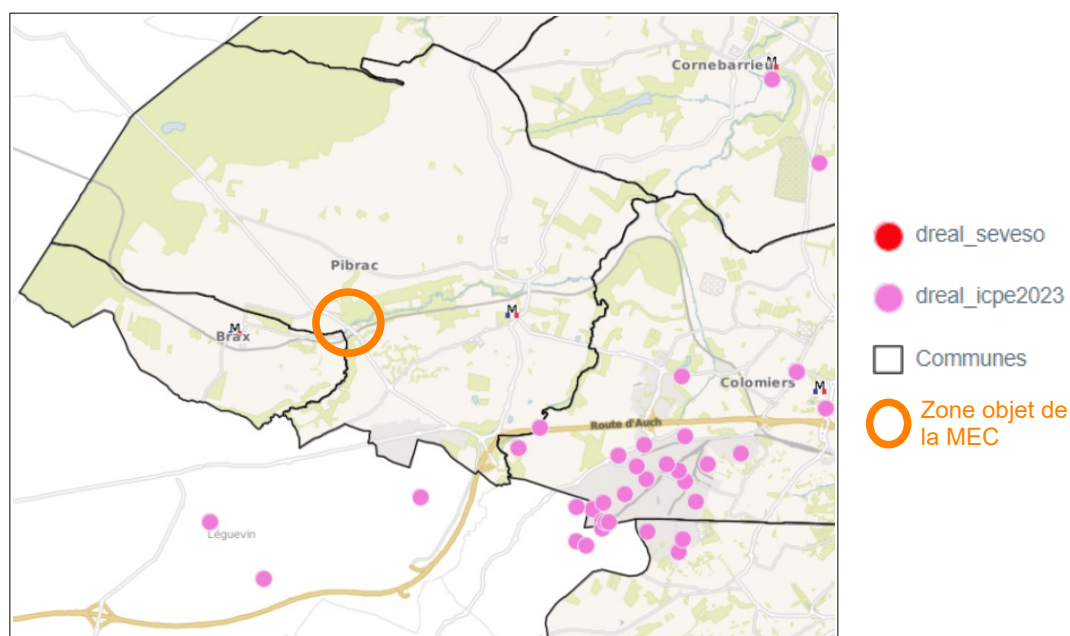 Cornebarrieu
M
Pibrac
M
Brax
M
Colomiers
M
Route d'Auch
Léguevin
dreal_seveso
dreal_icpe2023
Communes
Zone objet de
la MEC